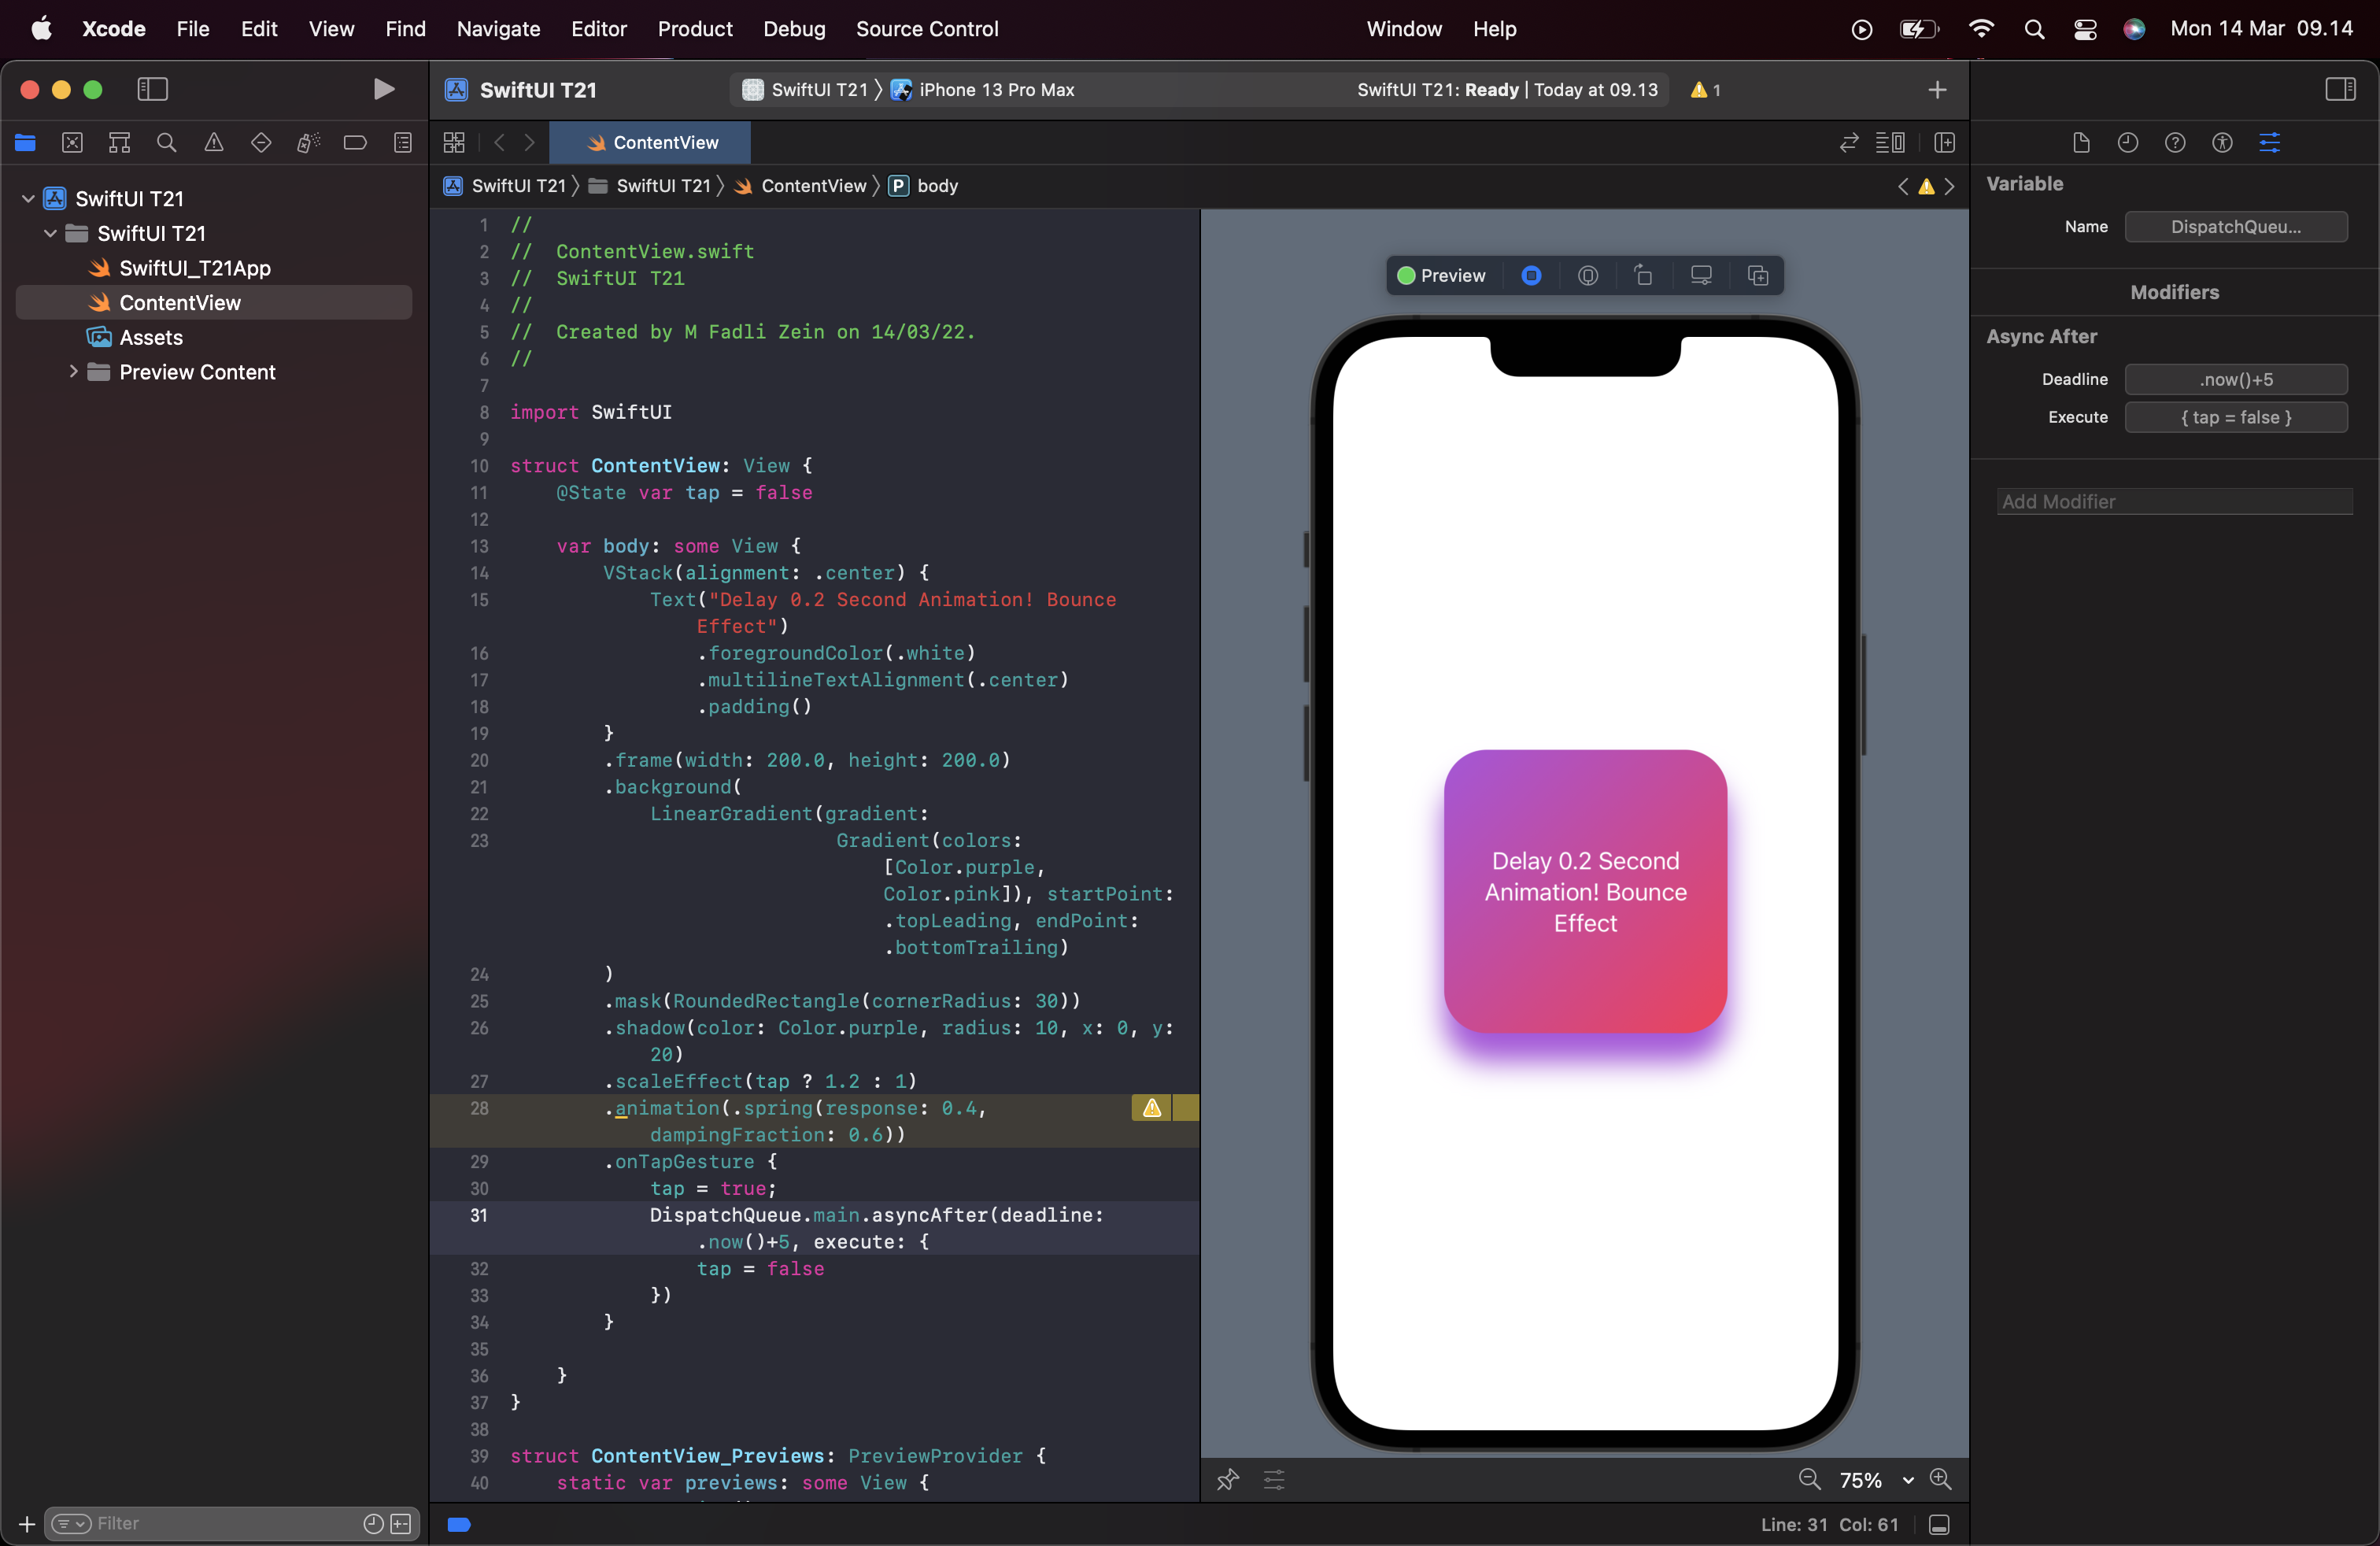 Xcode File Edit View Find Navigate Editor Product Debug Source Control Window Help Mon 14 Mar 09.14
SwiftUI T21
SwiftUI T21 iPhone 13 Pro Max
SwiftUI T21: Ready | Today at 09.13
1
ContentView
SwiftUI T21 SwiftUI T21 ContentView P body
SwiftUI T21
SwiftUI T21
SwiftUI_T21App
ContentView
Assets
Preview Content
Filter
1 //
2 //  ContentView.swift
3 //  SwiftUI T21
4 //
5 //  Created by M Fadli Zein on 14/03/22.
6 //
7
8 import SwiftUI
9
10 struct ContentView: View {
11     @State var tap = false
12
13     var body: some View {
14         VStack(alignment: .center) {
15             Text("Delay 0.2 Second Animation! Bounce
Effect")
16                 .foregroundColor(.white)
17                 .multilineTextAlignment(.center)
18                 .padding()
19         }
20         .frame(width: 200.0, height: 200.0)
21         .background(
22             LinearGradient(gradient:
23                             Gradient(colors:
[Color.purple,
Color.pink]), startPoint:
.topLeading, endPoint:
.bottomTrailing)
24         )
25         .mask(RoundedRectangle(cornerRadius: 30))
26         .shadow(color: Color.purple, radius: 10, x: 0, y:
20)
27         .scaleEffect(tap ? 1.2 : 1)
28         .animation(.spring(response: 0.4,
dampingFraction: 0.6))
29         .onTapGesture {
30             tap = true;
31             DispatchQueue.main.asyncAfter(deadline:
.now()+5, execute: {
32                 tap = false
33             })
34         }
35
36     }
37 }
38
39 struct ContentView_Previews: PreviewProvider {
40     static var previews: some View {
Preview
Delay 0.2 Second
Animation! Bounce
Effect
75%
Line: 31 Col: 61
Variable
Name DispatchQueu...
Modifiers
Async After
Deadline .now()+5
Execute { tap = false }
Add Modifier